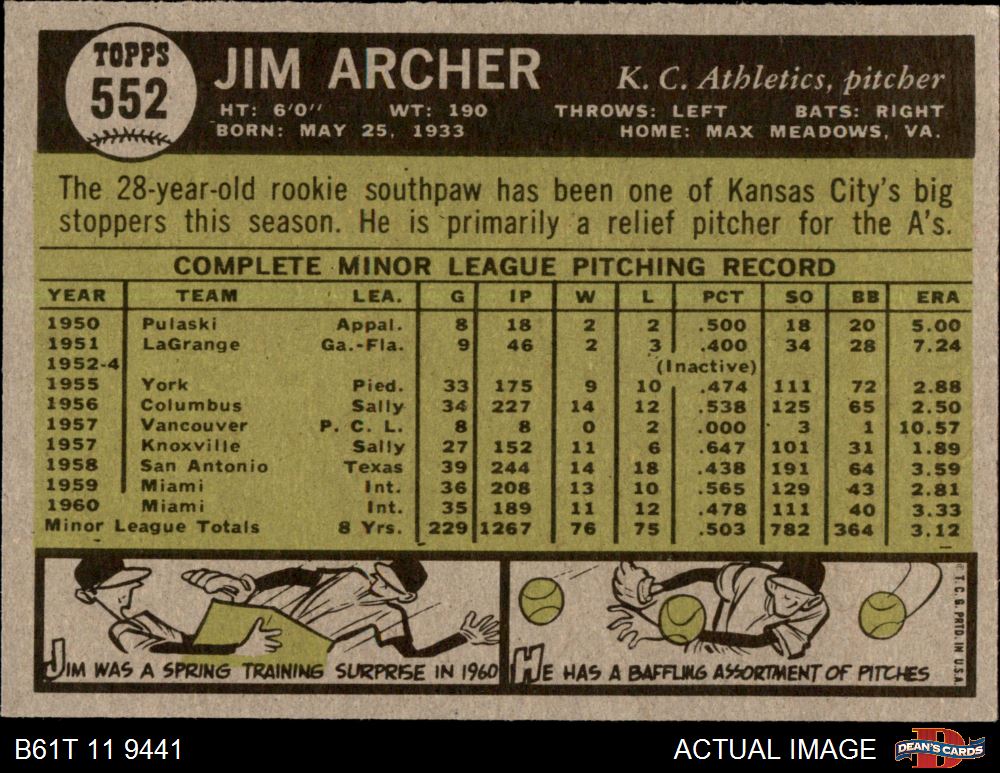 TOPPS
552
JIM ARCHER
K. C. Athletics, pitcher
HT: 6'0" WT: 190 THROWS: LEFT BATS: RIGHT
BORN: MAY 25, 1933 HOME: MAX MEADOWS, VA.
The 28-year-old rookie southpaw has been one of Kansas City's big
stoppers this season. He is primarily a relief pitcher for the A's.
COMPLETE MINOR LEAGUE PITCHING RECORD
YEAR TEAM LEA. G IP W L PCT SO BB ERA
1950 Pulaski Appal. 8 18 2 2 .500 18 20 5.00
1951 LaGrange Ga.-Fla. 9 46 2 3 .400 34 28 7.24
1952-4 (Inactive)
1955 York Pied. 33 175 9 10 .474 111 72 2.88
1956 Columbus Sally 34 227 14 12 .538 125 65 2.50
1957 Vancouver P. C. L. 8 8 0 2 .000 3 1 10.57
1957 Knoxville Sally 27 152 11 6 .647 101 31 1.89
1958 San Antonio Texas 39 244 14 18 .438 191 64 3.59
1959 Miami Int. 36 208 13 10 .565 129 43 2.81
1960 Miami Int. 35 189 11 12 .478 111 40 3.33
Minor League Totals 8 Yrs. 229 1267 76 75 .503 782 364 3.12
JIM WAS A SPRING TRAINING SURPRISE IN 1960
HE HAS A BAFFLING ASSORTMENT OF PITCHES
© T. C. G. PRTD. IN U.S.A.
B61T 11 9441
ACTUAL IMAGE
DEAN'S CARDS